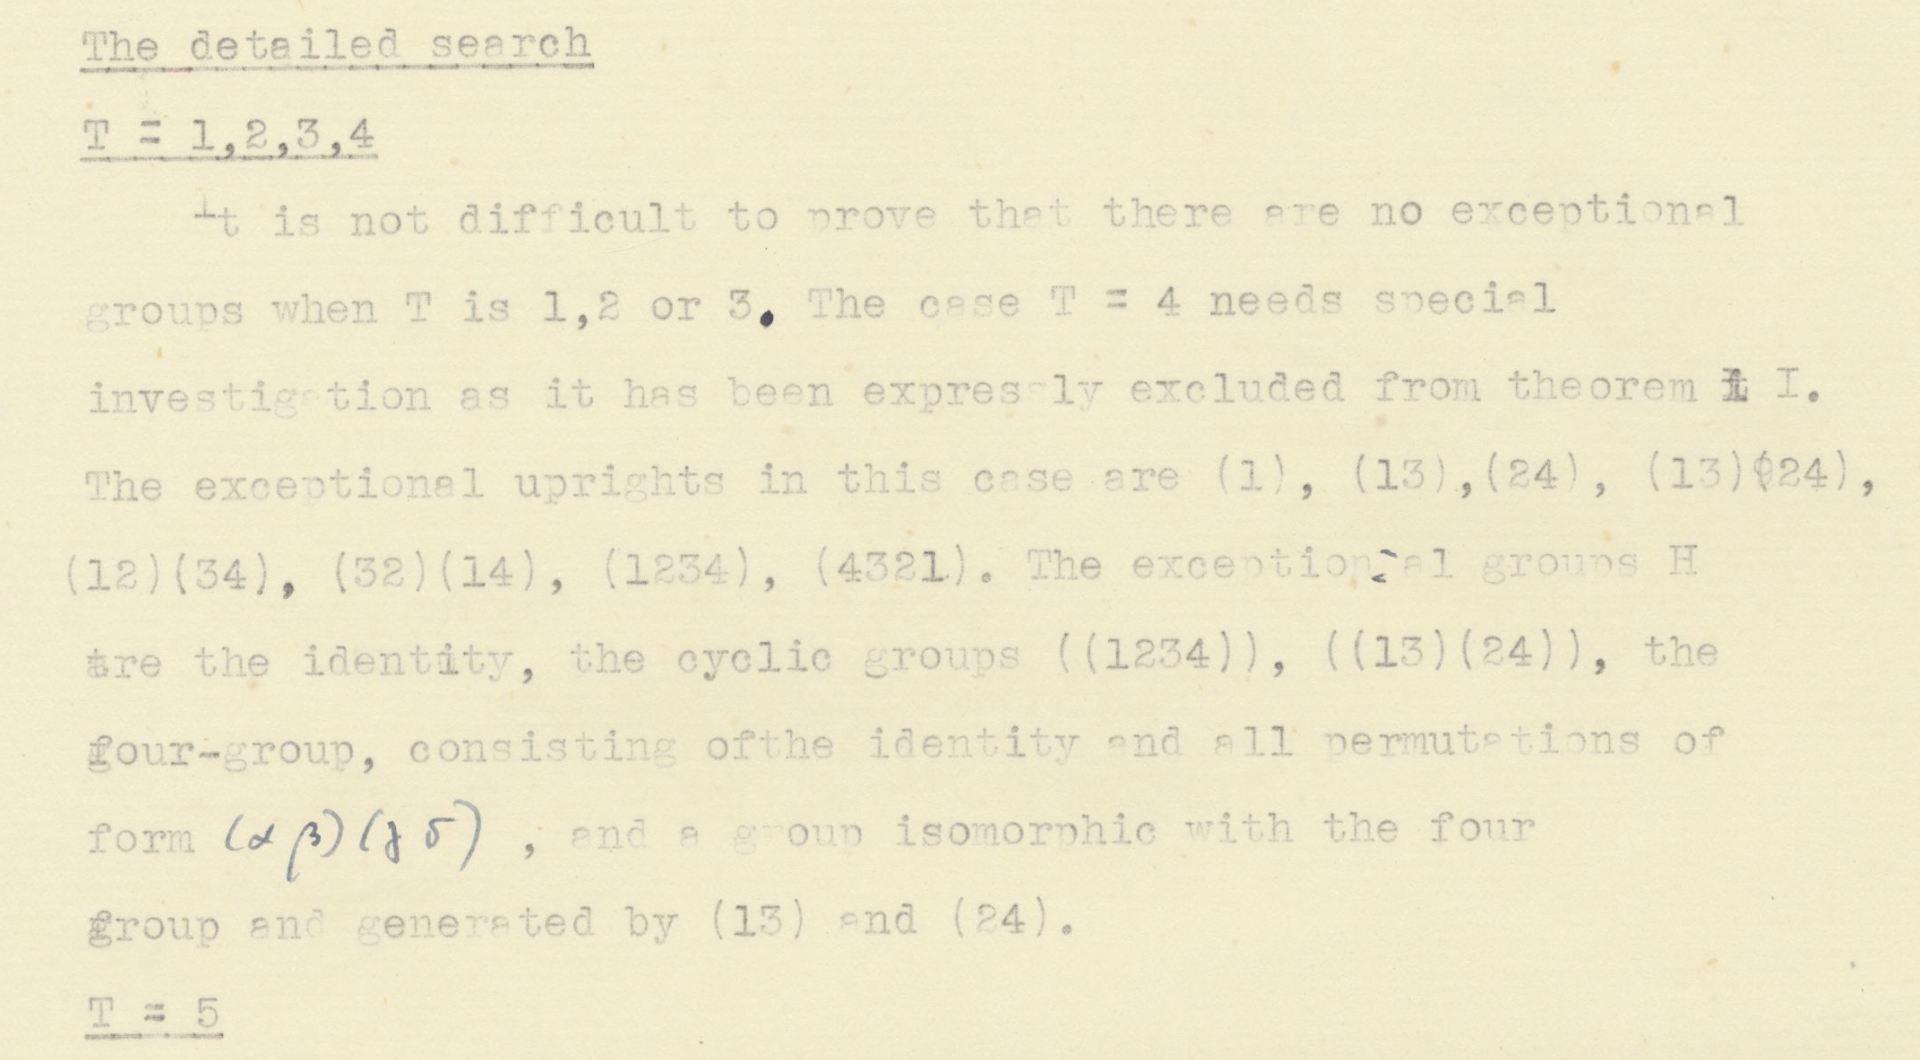 The detailed search
T = 1,2,3,4
It is not difficult to prove that there are no exceptional
groups when T is 1,2 or 3. The case T = 4 needs special
investigation as it has been expressly excluded from theorem I.
The exceptional uprights in this case are (1), (13),(24), (13)(24),
(12)(34), (32)(14), (1234), (4321). The exceptional groups H
are the identity, the cyclic groups ((1234)), ((13)(24)), the
four-group, consisting ofthe identity and all permutations of
form (α β)(γ δ) , and a group isomorphic with the four
group and generated by (13) and (24).
T = 5